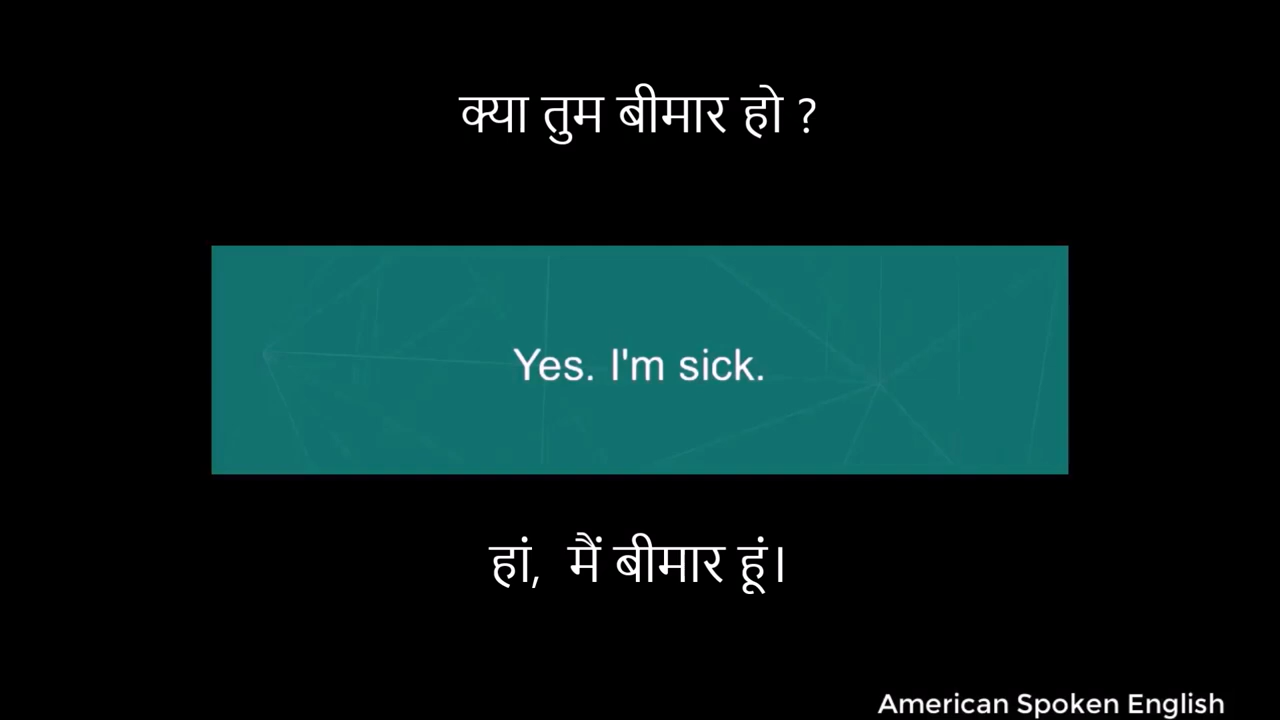 क्या तुम बीमार हो ?
Yes. I'm sick.
हां, मैं बीमार हूं।
American Spoken English